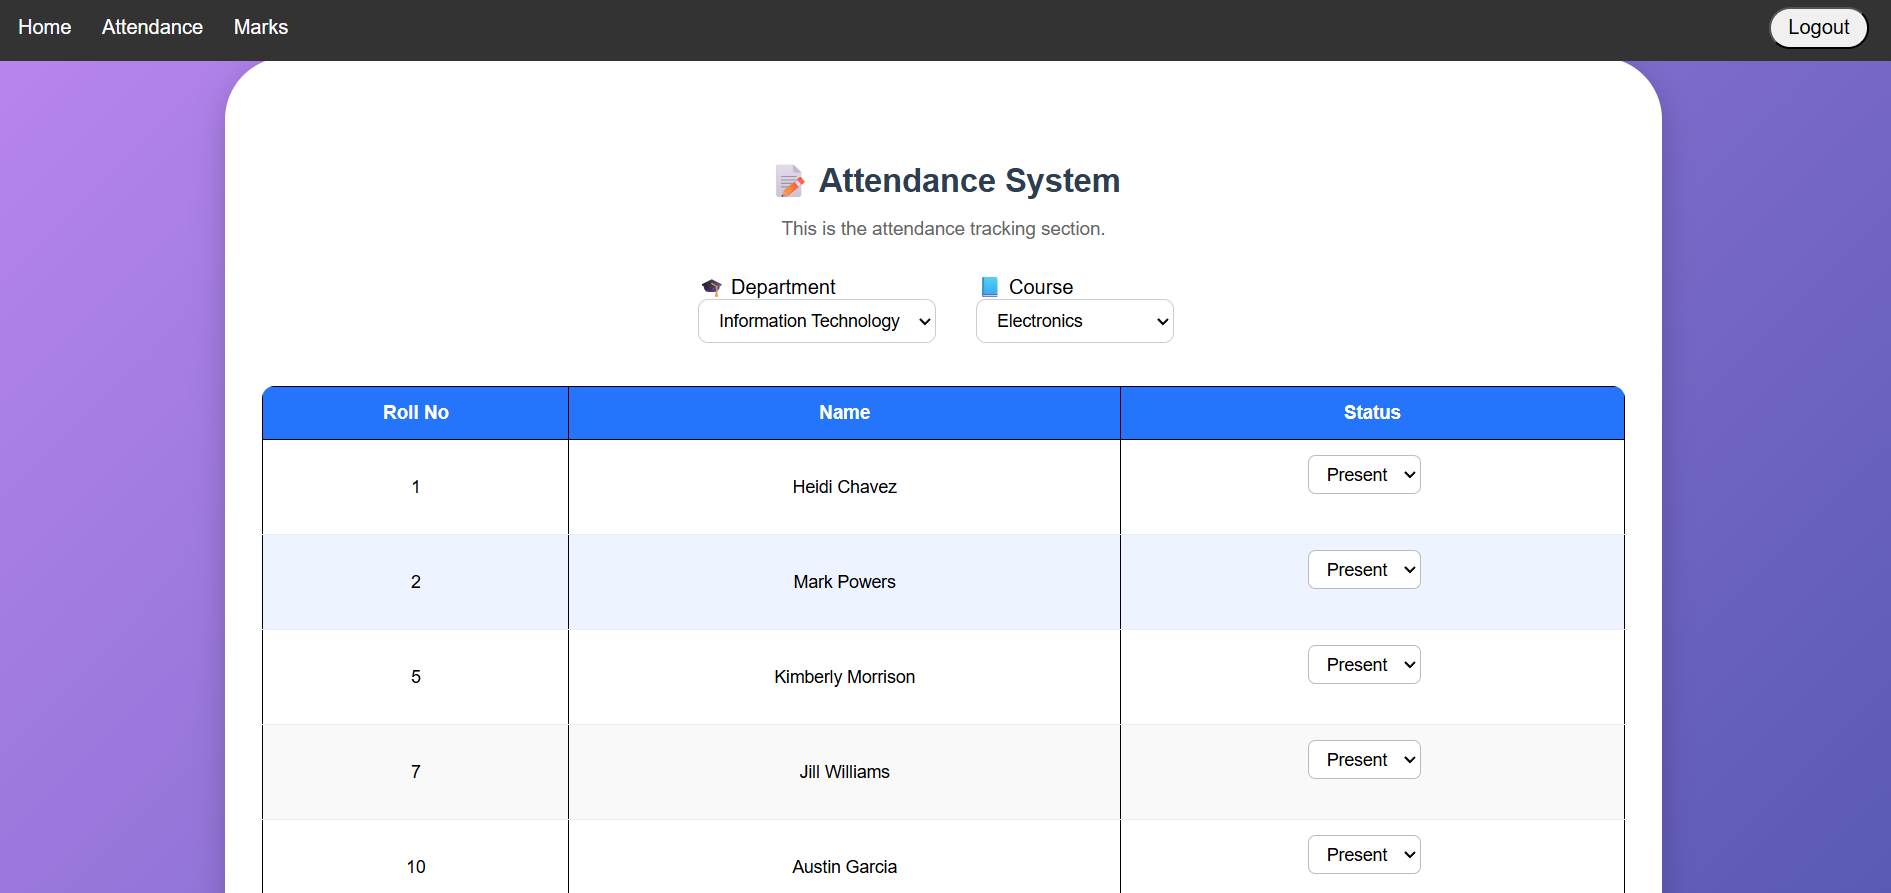 Home Attendance Marks Logout
Attendance System
This is the attendance tracking section.
Department Course
Information Technology Electronics
Roll No Name Status
1 Heidi Chavez Present
2 Mark Powers Present
5 Kimberly Morrison Present
7 Jill Williams Present
10 Austin Garcia Present